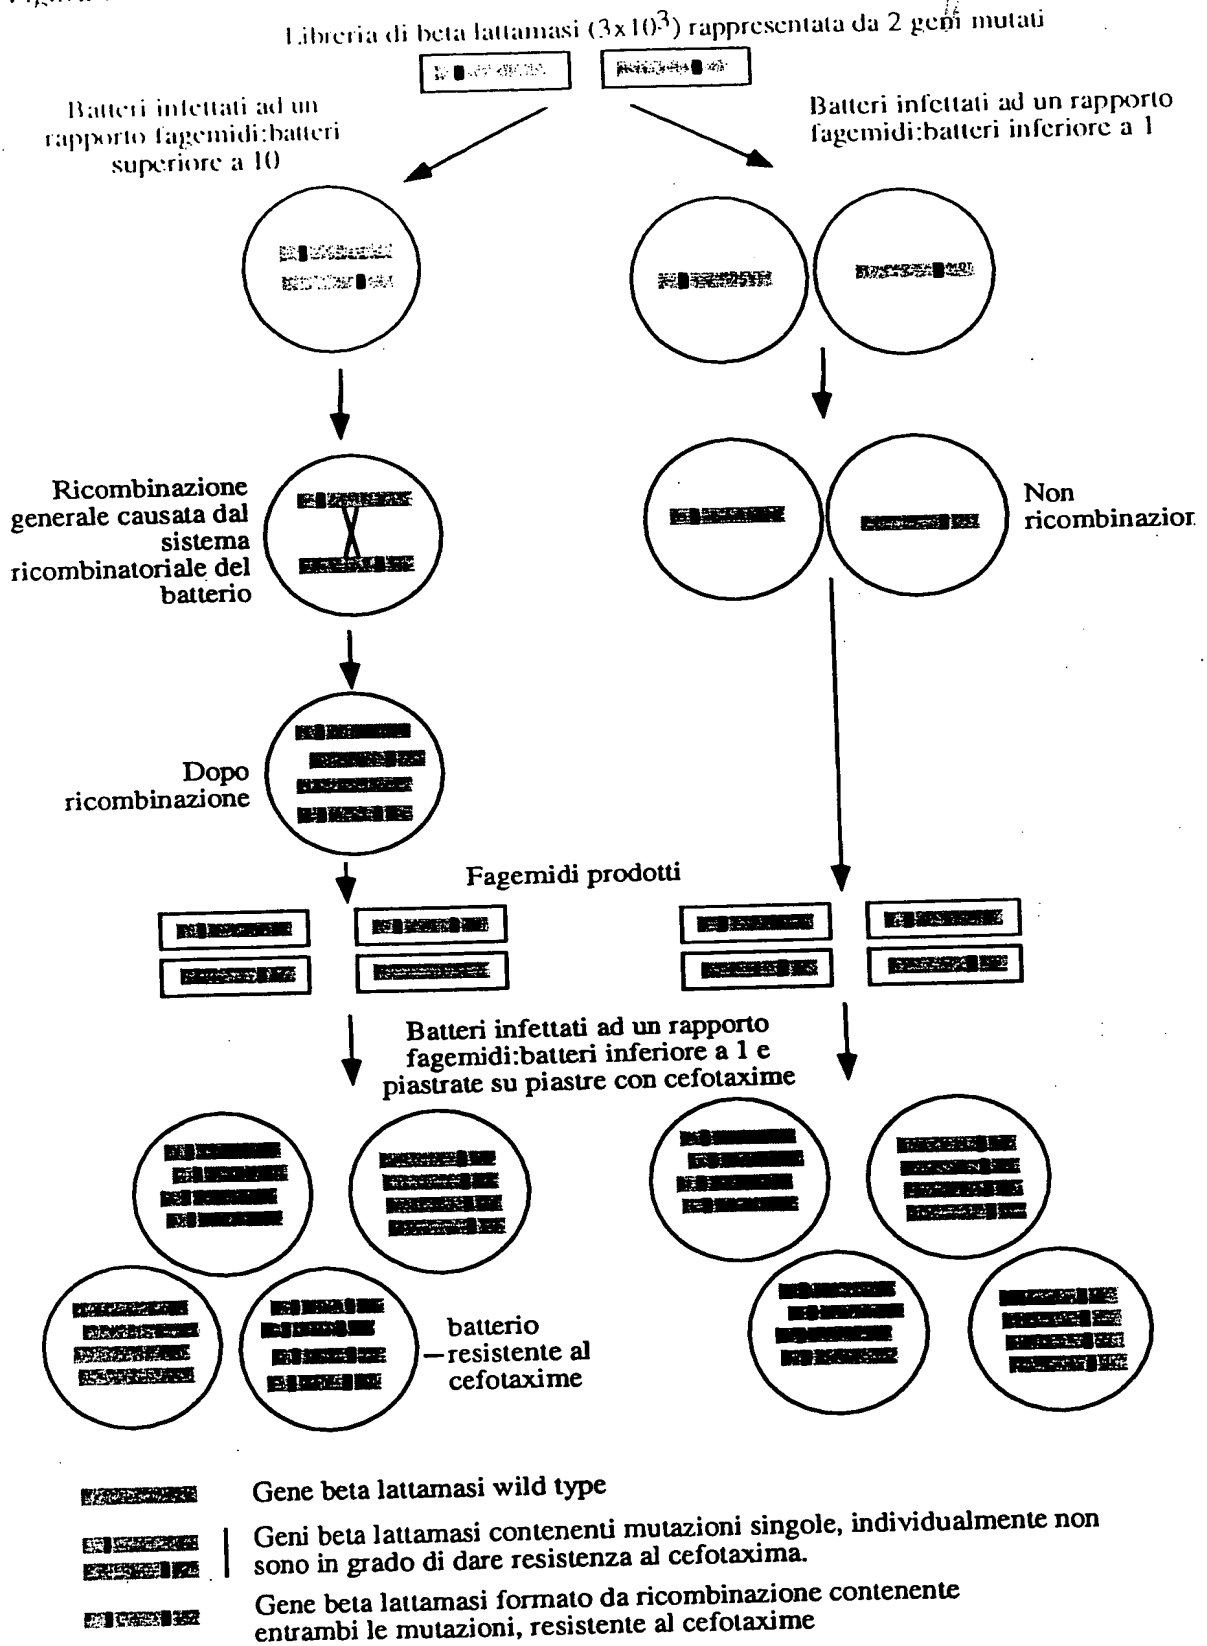 Libreria di beta lattamasi (3x10³) rappresentata da 2 geni mutati
Batteri infettati ad un
rapporto fagemidi:batteri
superiore a 10
Batteri infettati ad un rapporto
fagemidi:batteri inferiore a 1
Ricombinazione
generale causata dal
sistema
ricombinatoriale del
batterio
Non
ricombinazior
Dopo
ricombinazione
Fagemidi prodotti
Batteri infettati ad un rapporto
fagemidi:batteri inferiore a 1 e
piastrate su piastre con cefotaxime
batterio
resistente al
cefotaxime
Gene beta lattamasi wild type
Geni beta lattamasi contenenti mutazioni singole, individualmente non
sono in grado di dare resistenza al cefotaxima.
Gene beta lattamasi formato da ricombinazione contenente
entrambi le mutazioni, resistente al cefotaxime